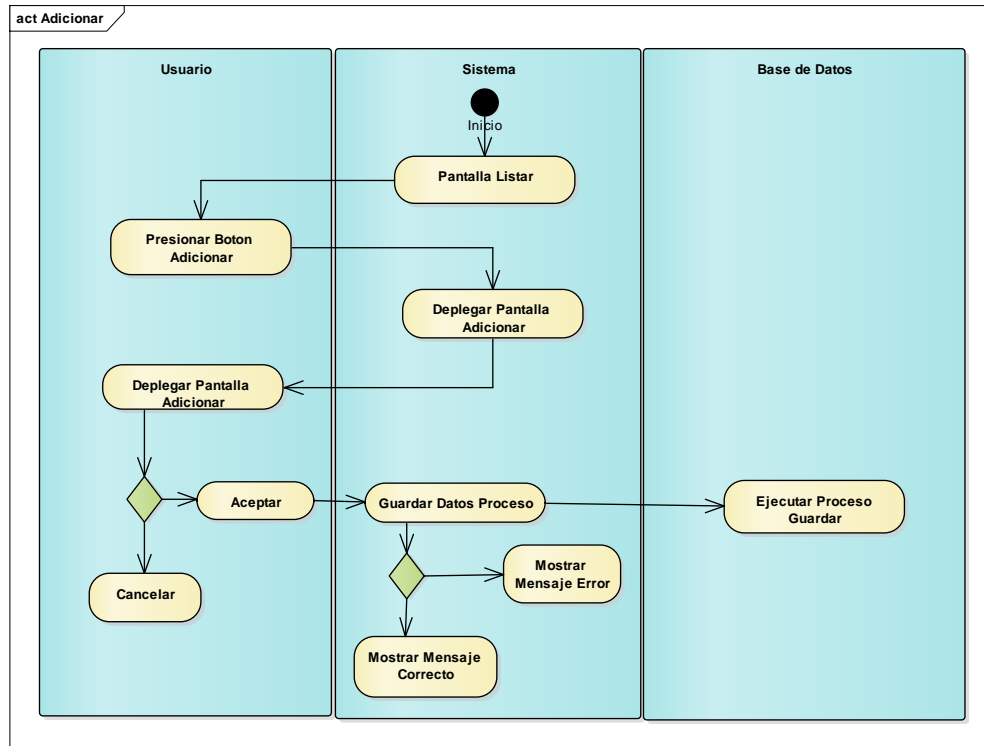 act Adicionar
Usuario
Sistema
Base de Datos
Inicio
Pantalla Listar
Presionar Boton
Adicionar
Deplegar Pantalla
Adicionar
Deplegar Pantalla
Adicionar
Aceptar
Guardar Datos Proceso
Ejecutar Proceso
Guardar
Mostrar
Mensaje Error
Cancelar
Mostrar Mensaje
Correcto